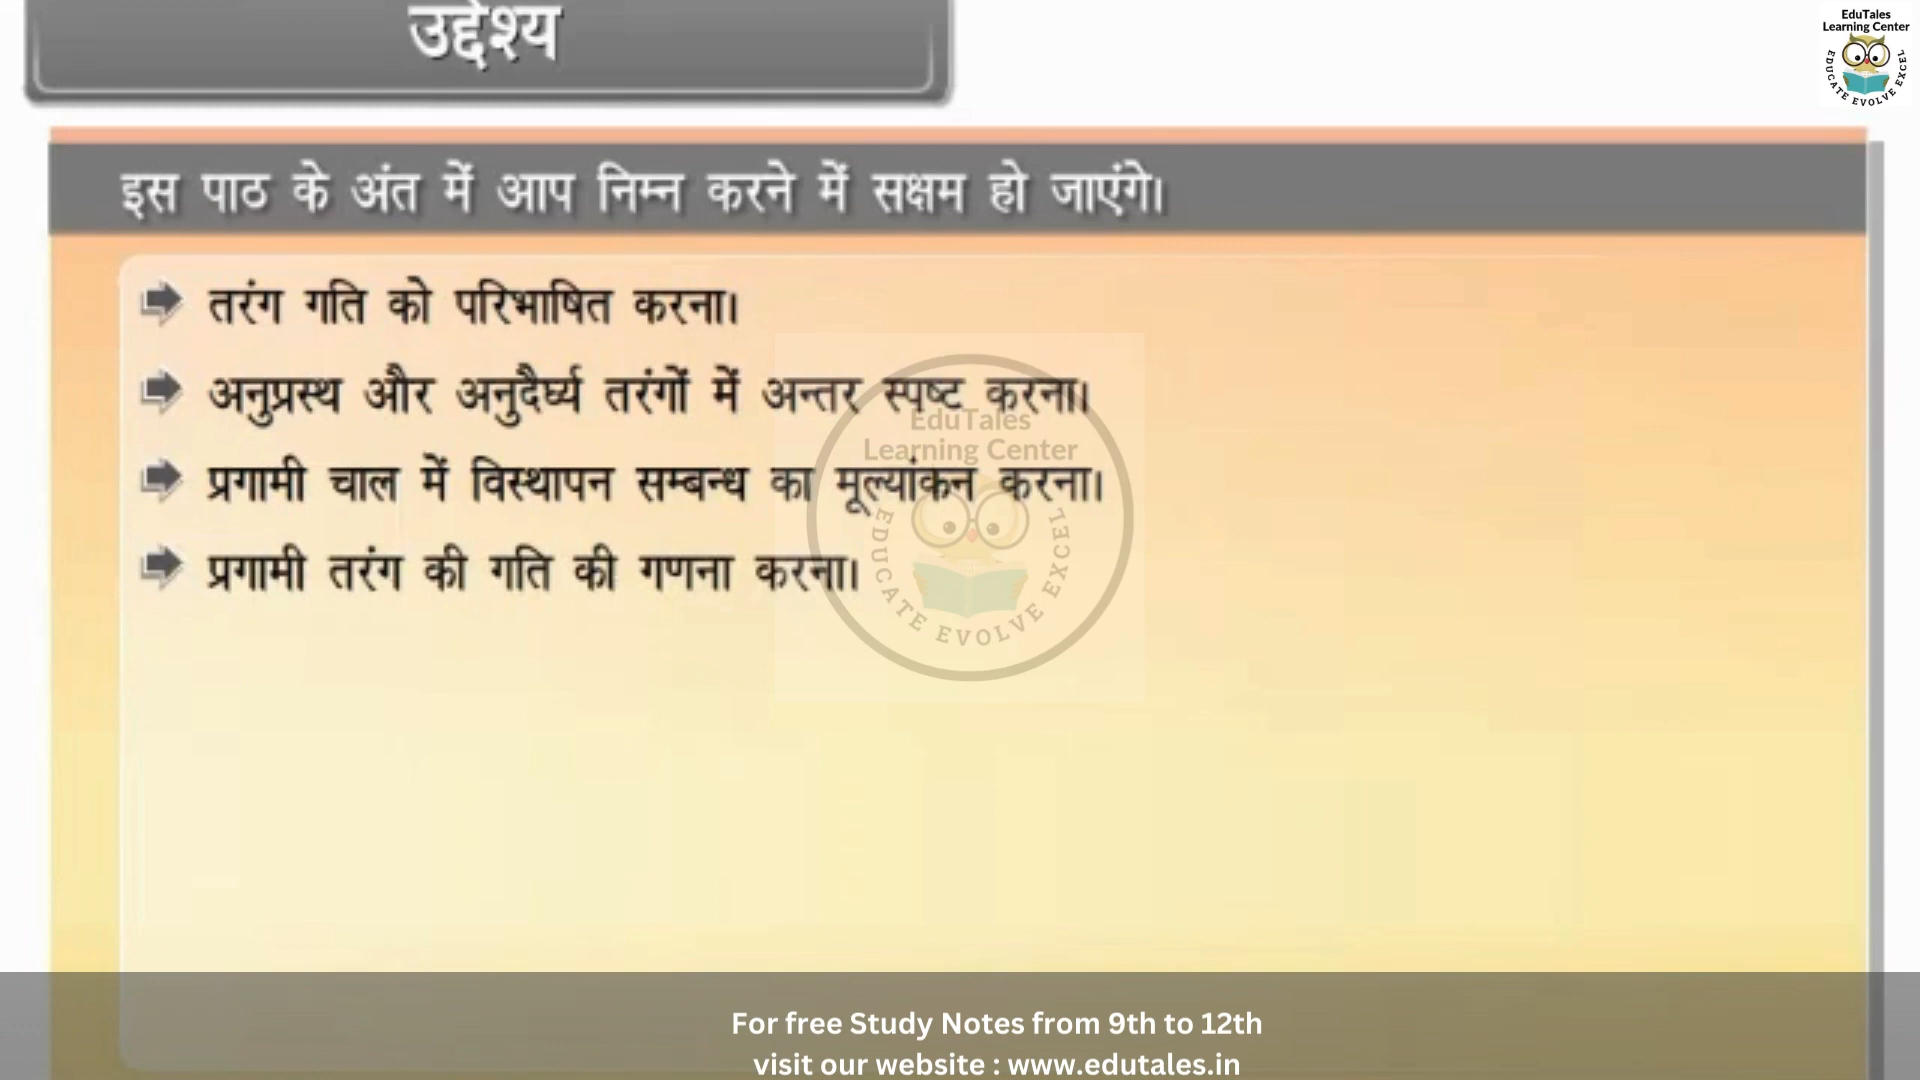 उद्देश्य
EduTales
Learning Center
EDUCATE EVOLVE EXCEL
इस पाठ के अंत में आप निम्न करने में सक्षम हो जाएंगे।
तरंग गति को परिभाषित करना।
अनुप्रस्थ और अनुदैर्घ्य तरंगों में अन्तर स्पष्ट करना।
प्रगामी चाल में विस्थापन सम्बन्ध का मूल्यांकन करना।
प्रगामी तरंग की गति की गणना करना।
EduTales
Learning Center
EDUCATE EVOLVE EXCEL
For free Study Notes from 9th to 12th
visit our website : www.edutales.in